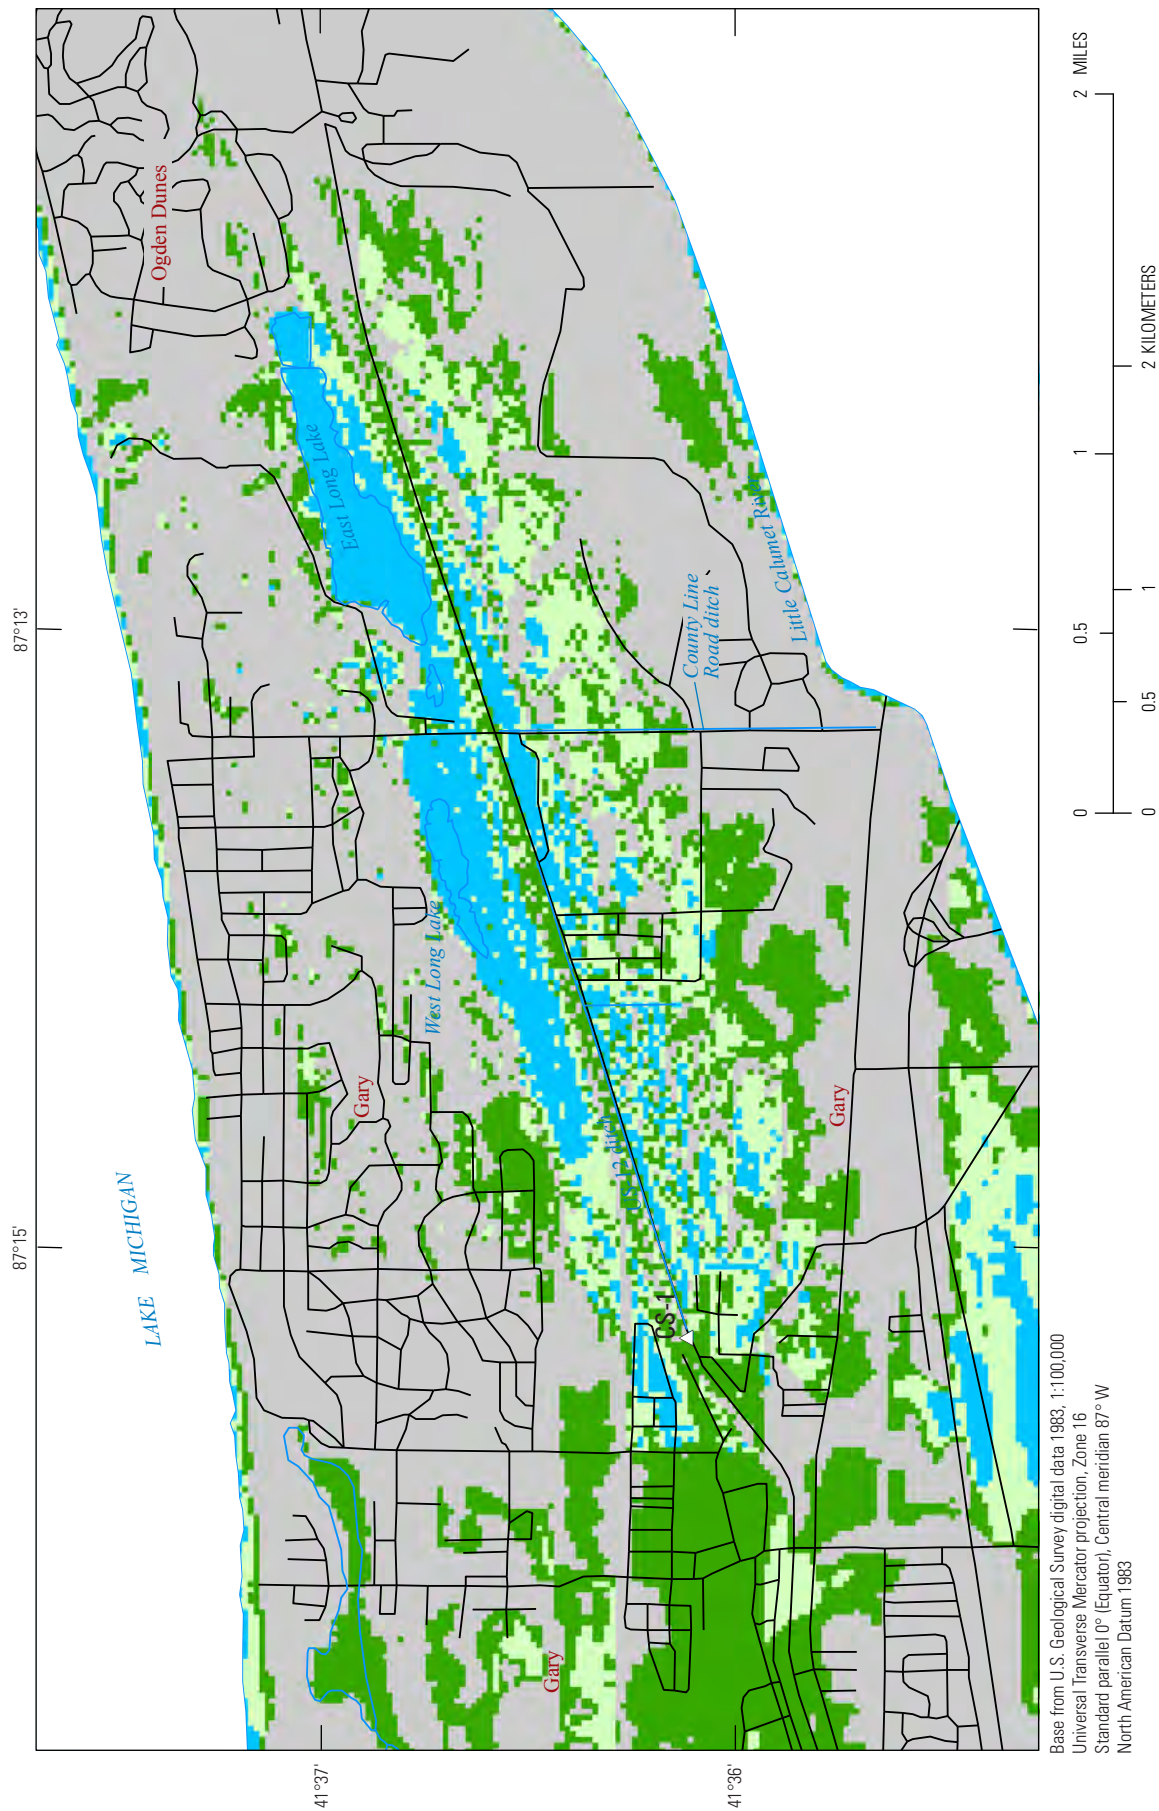 87°15'
87°13'
41°37'
41°36'
LAKE MICHIGAN
Ogden Dunes
East Long Lake
West Long Lake
Gary
Gary
Gary
US-12 ditch
CS-1
County Line
Road ditch
Little Calumet River
Base from U.S. Geological Survey digital data 1983, 1:100,000
Universal Transverse Mercator projection, Zone 16
Standard parallel 0° (Equator), Central meridian 87° W
North American Datum 1983
0 0.5 1 2 MILES
0 0.5 1 2 KILOMETERS